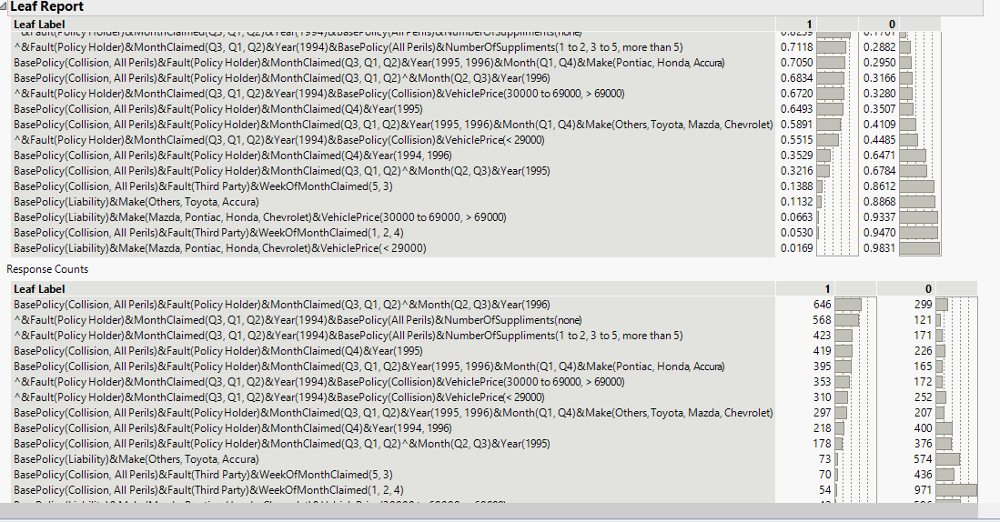 Leaf Report
Leaf Label 1 0
^&Fault(Policy Holder)&MonthClaimed(Q3, Q1, Q2)&Year(1994)&BasePolicy(All Perils)&NumberOfSuppliments(none) 0.8239 0.1761
^&Fault(Policy Holder)&MonthClaimed(Q3, Q1, Q2)&Year(1994)&BasePolicy(All Perils)&NumberOfSuppliments(1 to 2, 3 to 5, more than 5) 0.7118 0.2882
BasePolicy(Collision, All Perils)&Fault(Policy Holder)&MonthClaimed(Q3, Q1, Q2)&Year(1995, 1996)&Month(Q1, Q4)&Make(Pontiac, Honda, Accura) 0.7050 0.2950
BasePolicy(Collision, All Perils)&Fault(Policy Holder)&MonthClaimed(Q3, Q1, Q2)^&Month(Q2, Q3)&Year(1996) 0.6834 0.3166
^&Fault(Policy Holder)&MonthClaimed(Q3, Q1, Q2)&Year(1994)&BasePolicy(Collision)&VehiclePrice(30000 to 69000, > 69000) 0.6720 0.3280
BasePolicy(Collision, All Perils)&Fault(Policy Holder)&MonthClaimed(Q4)&Year(1995) 0.6493 0.3507
BasePolicy(Collision, All Perils)&Fault(Policy Holder)&MonthClaimed(Q3, Q1, Q2)&Year(1995, 1996)&Month(Q1, Q4)&Make(Others, Toyota, Mazda, Chevrolet) 0.5891 0.4109
^&Fault(Policy Holder)&MonthClaimed(Q3, Q1, Q2)&Year(1994)&BasePolicy(Collision)&VehiclePrice(< 29000) 0.5515 0.4485
BasePolicy(Collision, All Perils)&Fault(Policy Holder)&MonthClaimed(Q4)&Year(1994, 1996) 0.3529 0.6471
BasePolicy(Collision, All Perils)&Fault(Policy Holder)&MonthClaimed(Q3, Q1, Q2)^&Month(Q2, Q3)&Year(1995) 0.3216 0.6784
BasePolicy(Collision, All Perils)&Fault(Third Party)&WeekOfMonthClaimed(5, 3) 0.1388 0.8612
BasePolicy(Liability)&Make(Others, Toyota, Accura) 0.1132 0.8868
BasePolicy(Liability)&Make(Mazda, Pontiac, Honda, Chevrolet)&VehiclePrice(30000 to 69000, > 69000) 0.0663 0.9337
BasePolicy(Collision, All Perils)&Fault(Third Party)&WeekOfMonthClaimed(1, 2, 4) 0.0530 0.9470
BasePolicy(Liability)&Make(Mazda, Pontiac, Honda, Chevrolet)&VehiclePrice(< 29000) 0.0169 0.9831
Response Counts
Leaf Label 1 0
BasePolicy(Collision, All Perils)&Fault(Policy Holder)&MonthClaimed(Q3, Q1, Q2)^&Month(Q2, Q3)&Year(1996) 646 299
^&Fault(Policy Holder)&MonthClaimed(Q3, Q1, Q2)&Year(1994)&BasePolicy(All Perils)&NumberOfSuppliments(none) 568 121
^&Fault(Policy Holder)&MonthClaimed(Q3, Q1, Q2)&Year(1994)&BasePolicy(All Perils)&NumberOfSuppliments(1 to 2, 3 to 5, more than 5) 423 171
BasePolicy(Collision, All Perils)&Fault(Policy Holder)&MonthClaimed(Q4)&Year(1995) 419 226
BasePolicy(Collision, All Perils)&Fault(Policy Holder)&MonthClaimed(Q3, Q1, Q2)&Year(1995, 1996)&Month(Q1, Q4)&Make(Pontiac, Honda, Accura) 395 165
^&Fault(Policy Holder)&MonthClaimed(Q3, Q1, Q2)&Year(1994)&BasePolicy(Collision)&VehiclePrice(30000 to 69000, > 69000) 353 172
^&Fault(Policy Holder)&MonthClaimed(Q3, Q1, Q2)&Year(1994)&BasePolicy(Collision)&VehiclePrice(< 29000) 310 252
BasePolicy(Collision, All Perils)&Fault(Policy Holder)&MonthClaimed(Q3, Q1, Q2)&Year(1995, 1996)&Month(Q1, Q4)&Make(Others, Toyota, Mazda, Chevrolet) 297 207
BasePolicy(Collision, All Perils)&Fault(Policy Holder)&MonthClaimed(Q4)&Year(1994, 1996) 218 400
BasePolicy(Collision, All Perils)&Fault(Policy Holder)&MonthClaimed(Q3, Q1, Q2)^&Month(Q2, Q3)&Year(1995) 178 376
BasePolicy(Liability)&Make(Others, Toyota, Accura) 73 574
BasePolicy(Collision, All Perils)&Fault(Third Party)&WeekOfMonthClaimed(5, 3) 70 436
BasePolicy(Collision, All Perils)&Fault(Third Party)&WeekOfMonthClaimed(1, 2, 4) 54 971